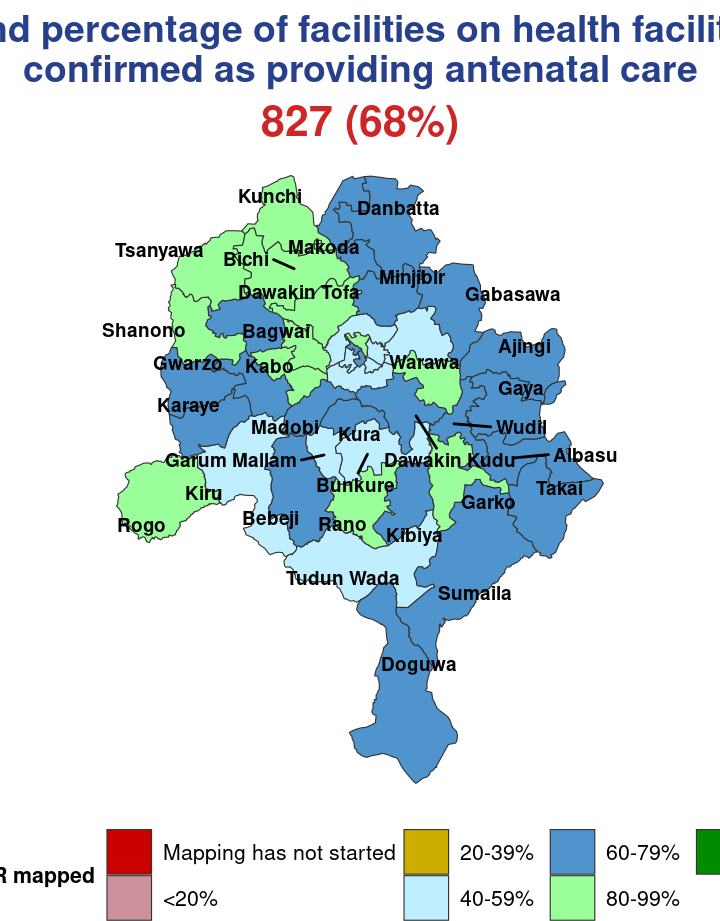 nd percentage of facilities on health facilit
confirmed as providing antenatal care
827 (68%)
Kunchi
Danbatta
Tsanyawa
Makoda
Bichi
Minjibir
Dawakin Tofa
Gabasawa
Shanono
Bagwai
Ajingi
Gwarzo
Kabo
Warawa
Gaya
Karaye
Madobi
Wudil
Kura
Garum Mallam
Dawakin Kudu
Albasu
Kiru
Bunkure
Takai
Garko
Rogo
Bebeji
Rano
Kibiya
Tudun Wada
Sumaila
Doguwa
R mapped
Mapping has not started
20-39%
60-79%
<20%
40-59%
80-99%